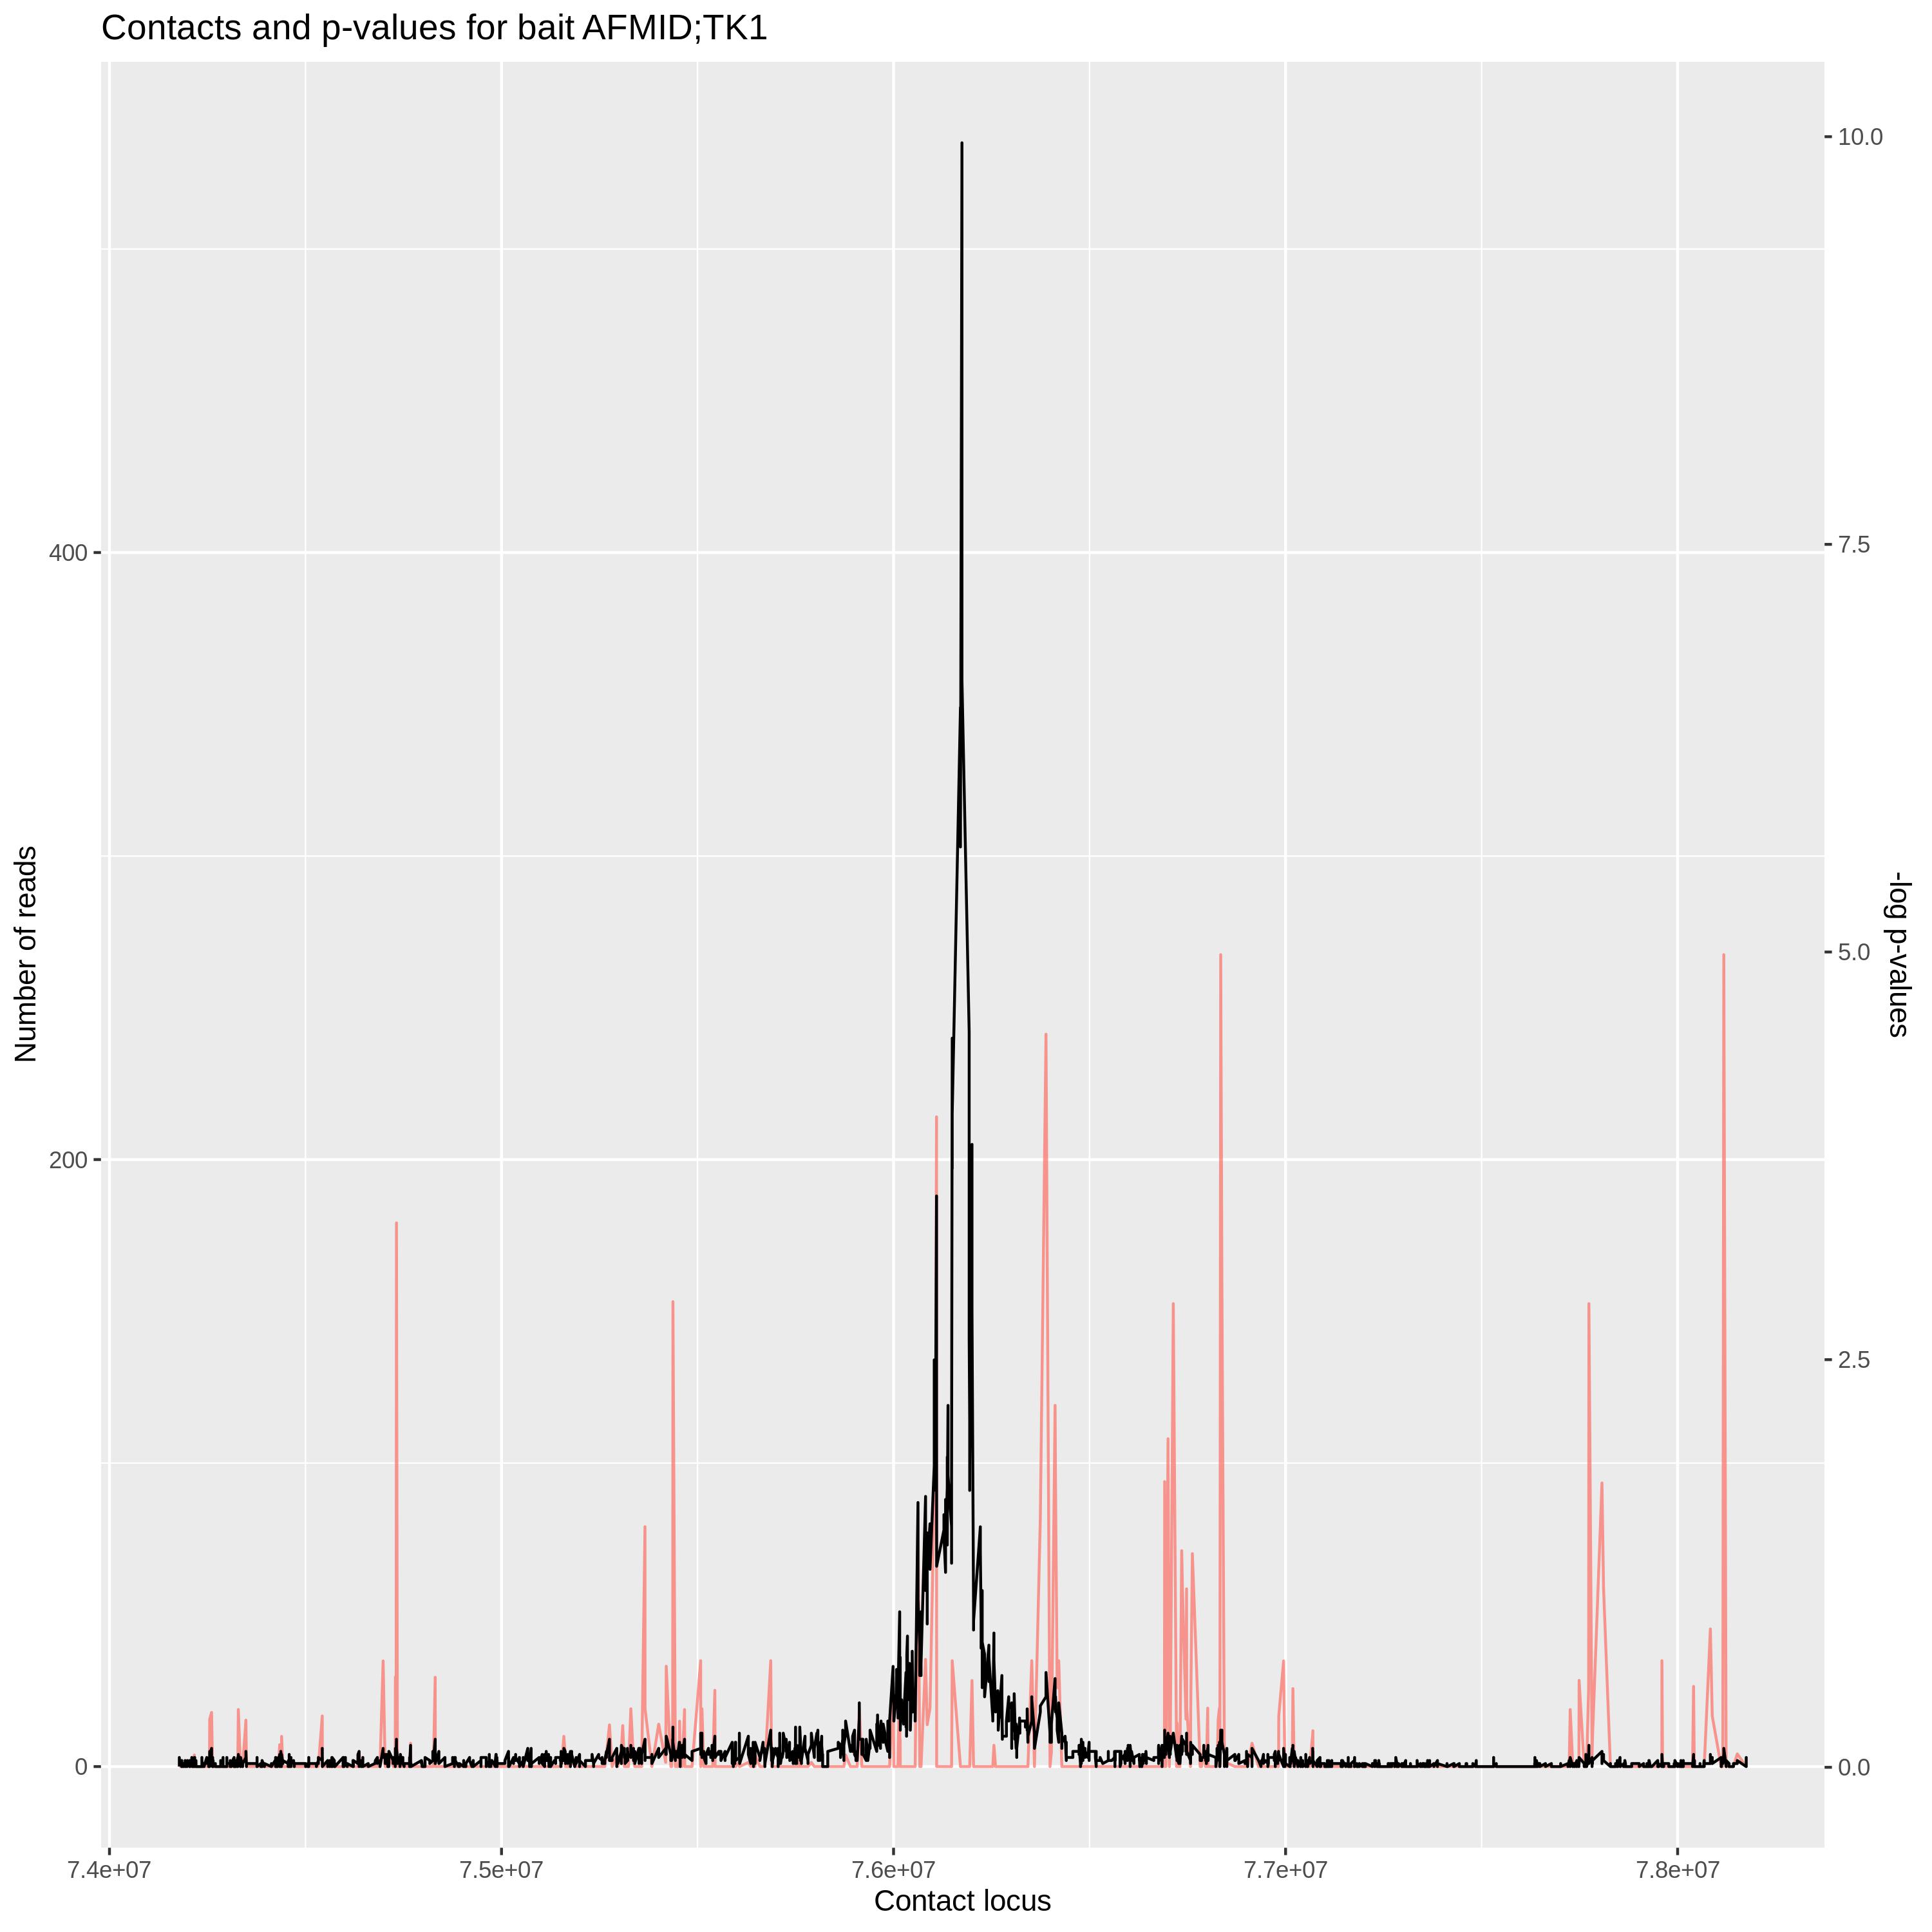 Contacts and p-values for bait AFMID;TK1
10.0
400
7.5
Number of reads
5.0
-log p-values
200
2.5
0
0.0
7.4e+07
7.5e+07
7.6e+07
7.7e+07
7.8e+07
Contact locus